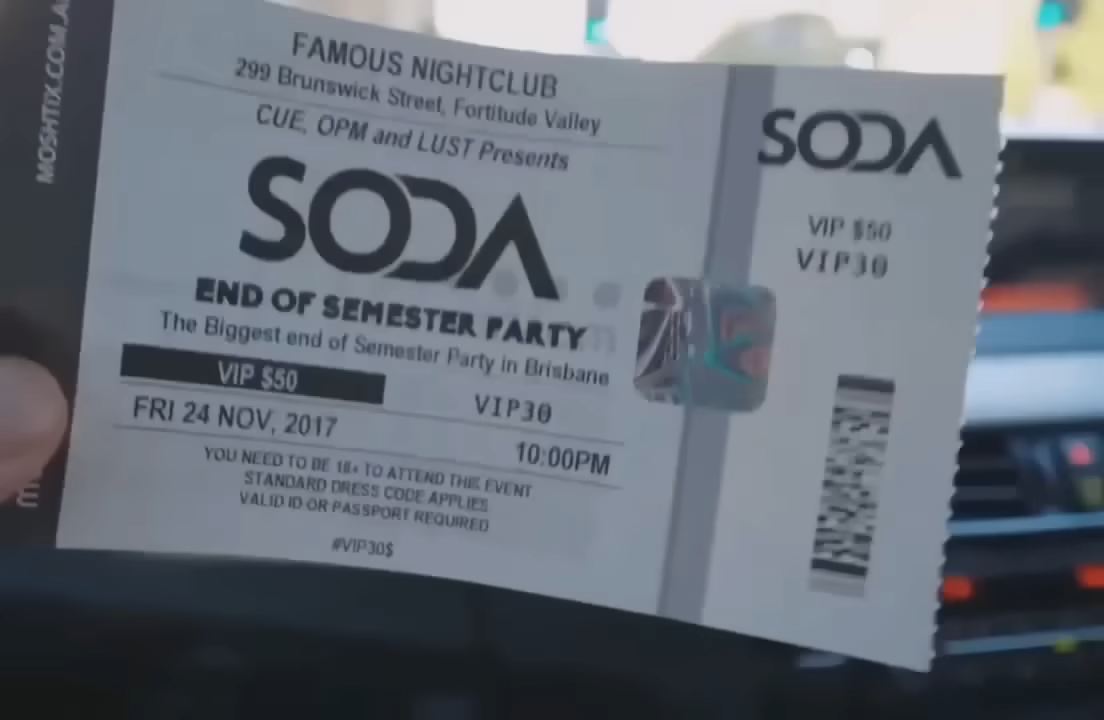 MOSHTIX.COM.A
FAMOUS NIGHTCLUB
299 Brunswick Street, Fortitude Valley
CUE, OPM and LUST Presents
SODA
END OF SEMESTER PARTY
The Biggest end of Semester Party in Brisbane
VIP $50
VIP30
FRI 24 NOV, 2017
10:00PM
YOU NEED TO BE 18+ TO ATTEND THIS EVENT
STANDARD DRESS CODE APPLIES
VALID ID OR PASSPORT REQUIRED
#VIP30$
SODA
VIP $50
VIP30